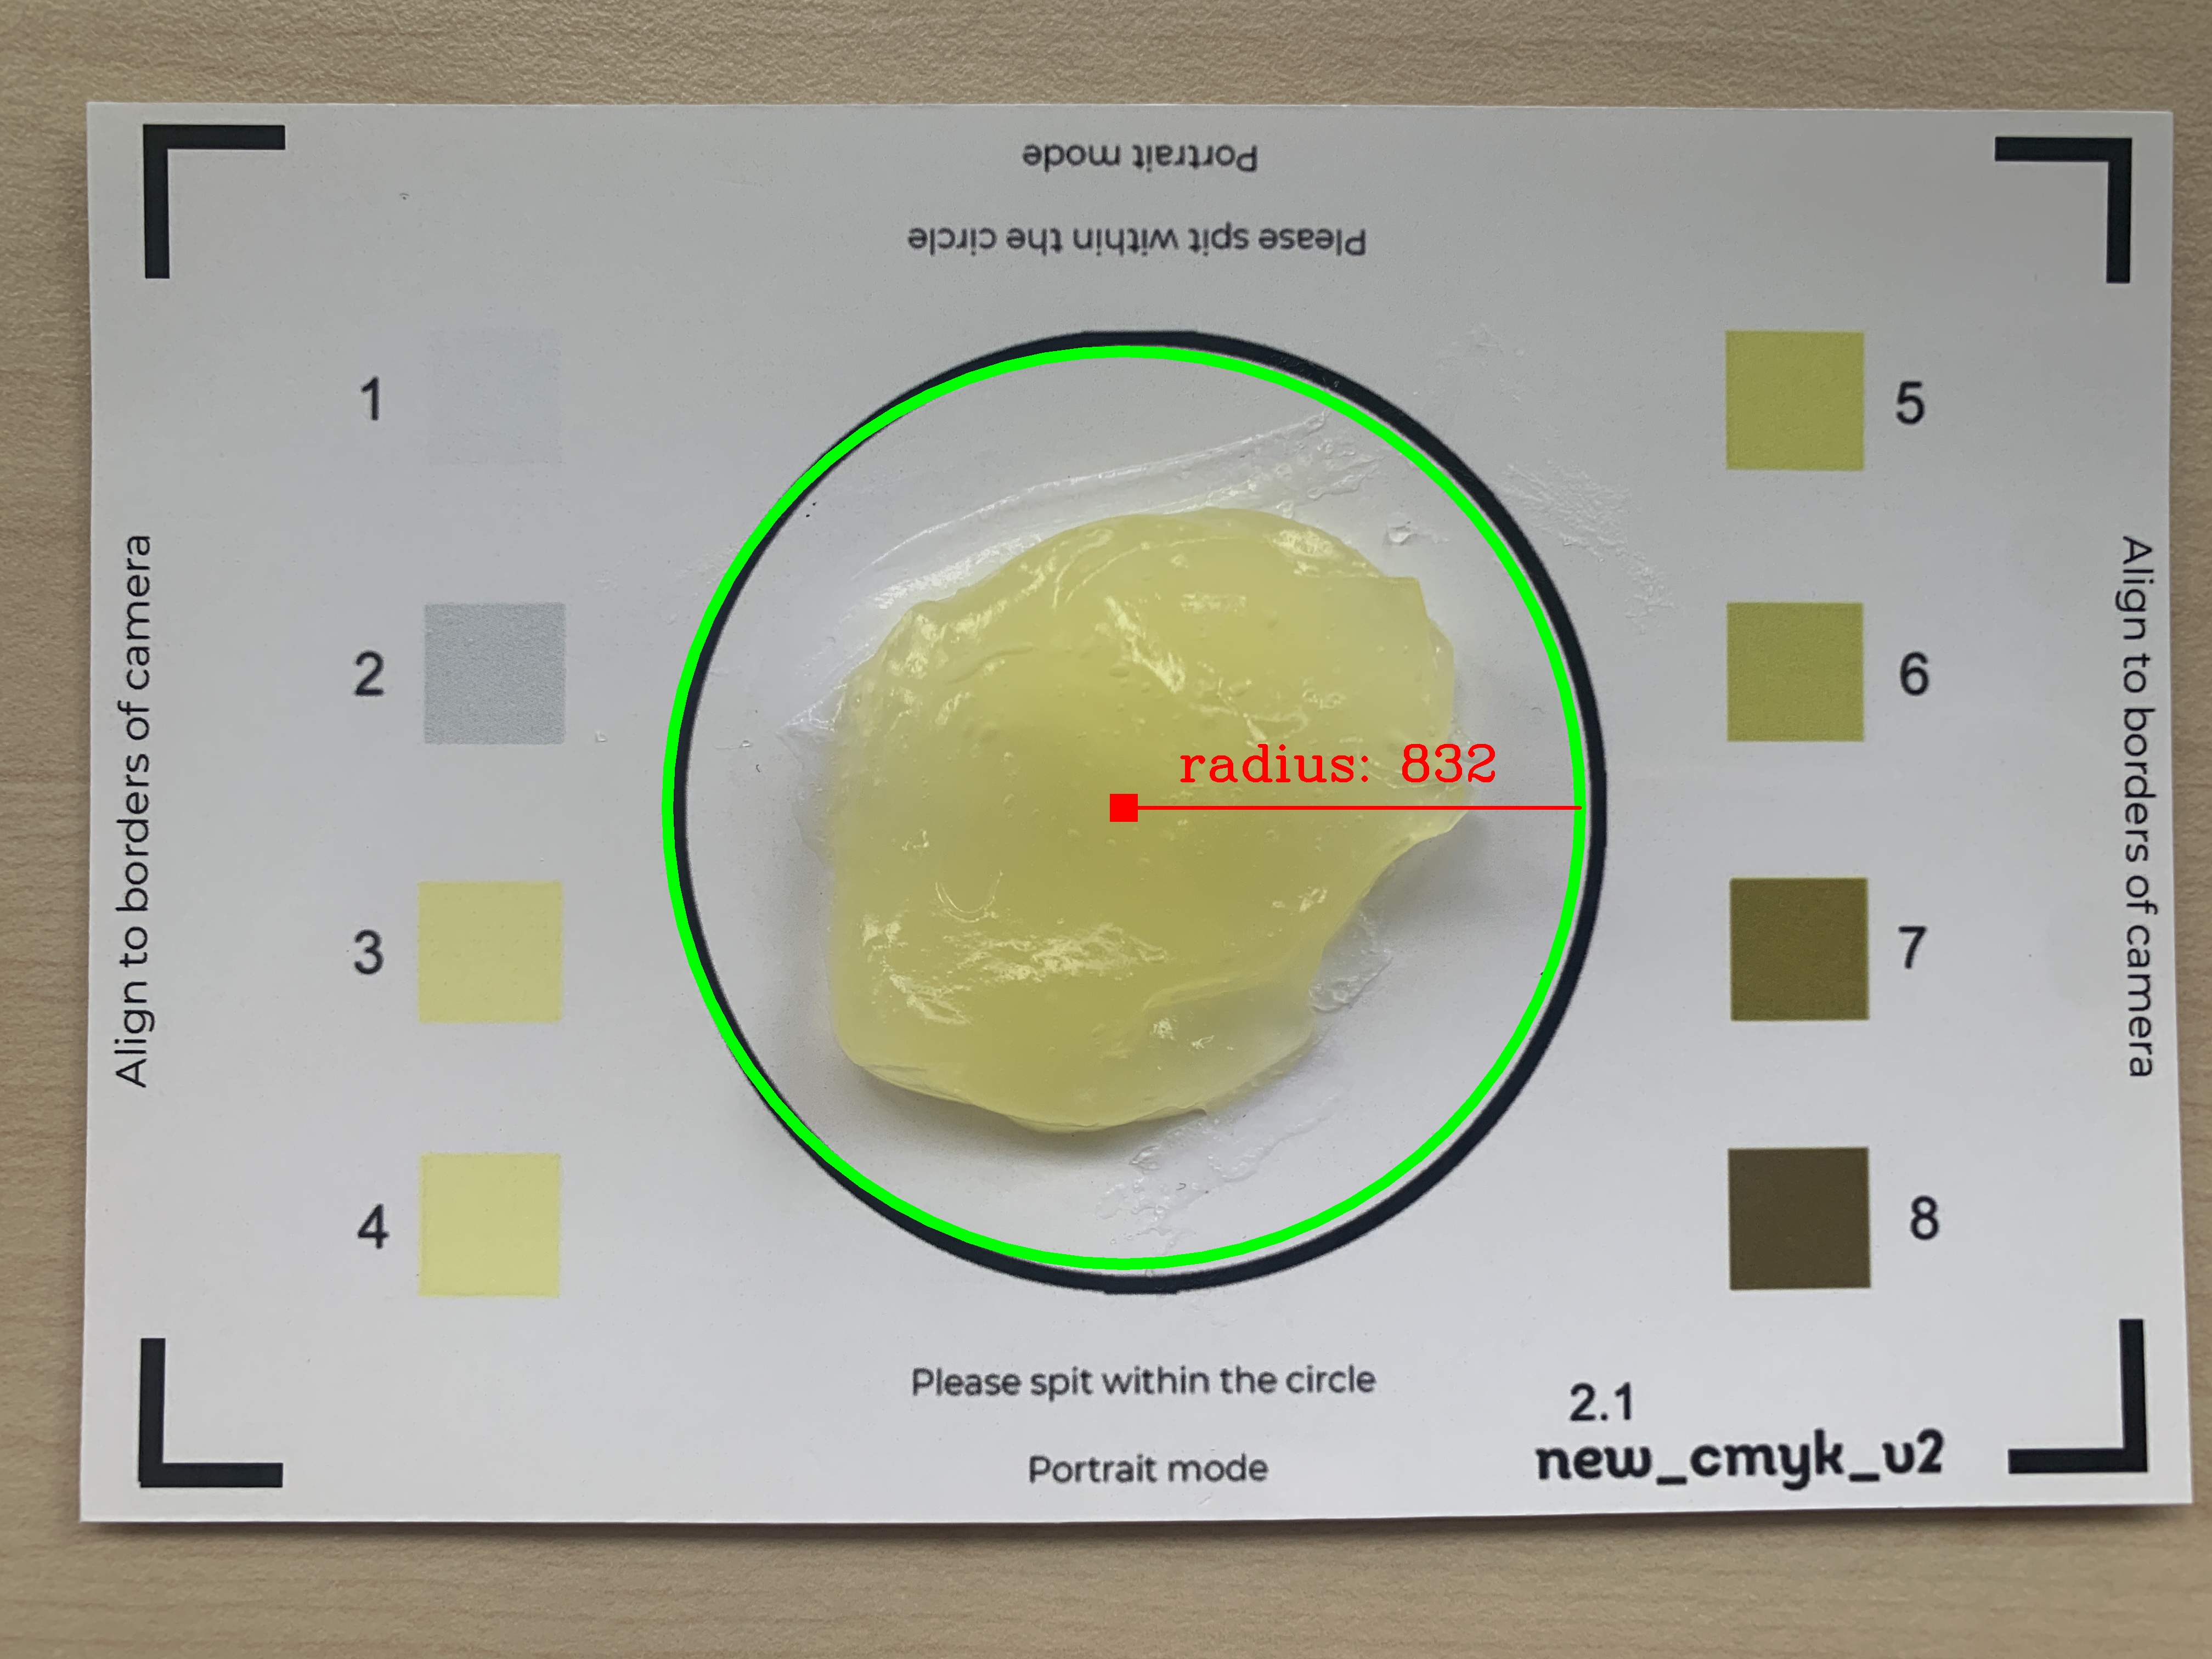 Portrait mode
Please spit within the circle
1
5
Align to borders of camera
Align to borders of camera
2
6
radius: 832
3
7
4
8
Please spit within the circle
2.1
new_cmyk_v2
Portrait mode